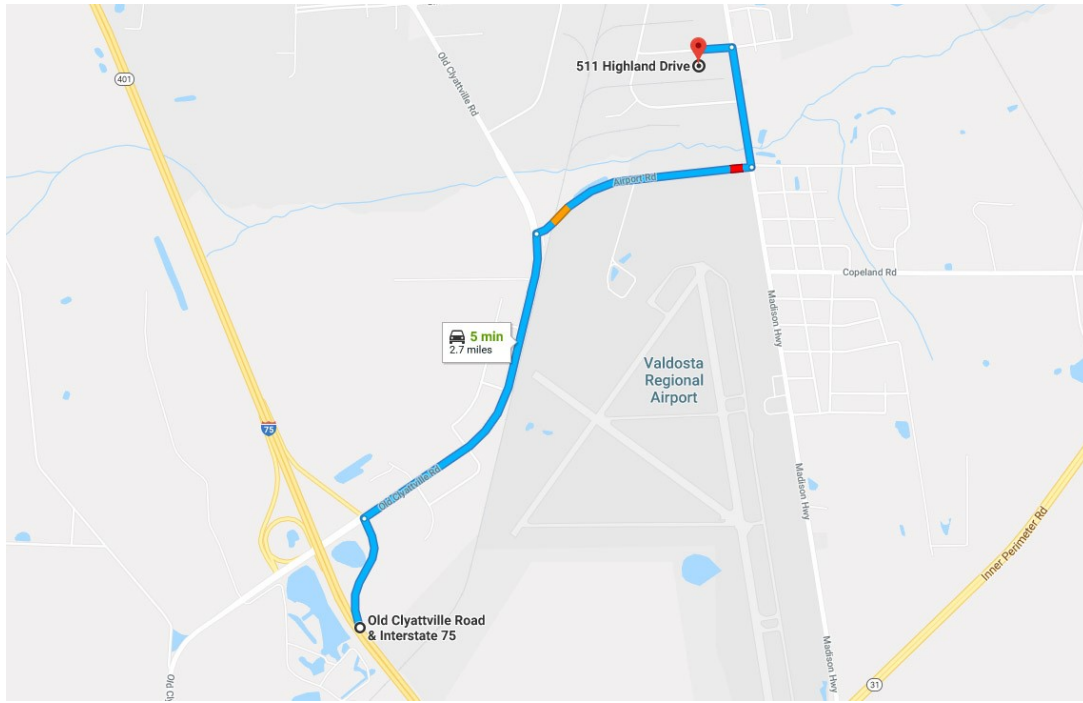 401
Old Clyattville Rd
511 Highland Drive
Airport Rd
Copeland Rd
Madison Hwy
5 min
2.7 miles
Valdosta
Regional
Airport
75
Old Clyattville Rd
Madison Hwy
Inner Perimeter Rd
Old Clyattville Road
& Interstate 75
Madison Hwy
Old Cly
31